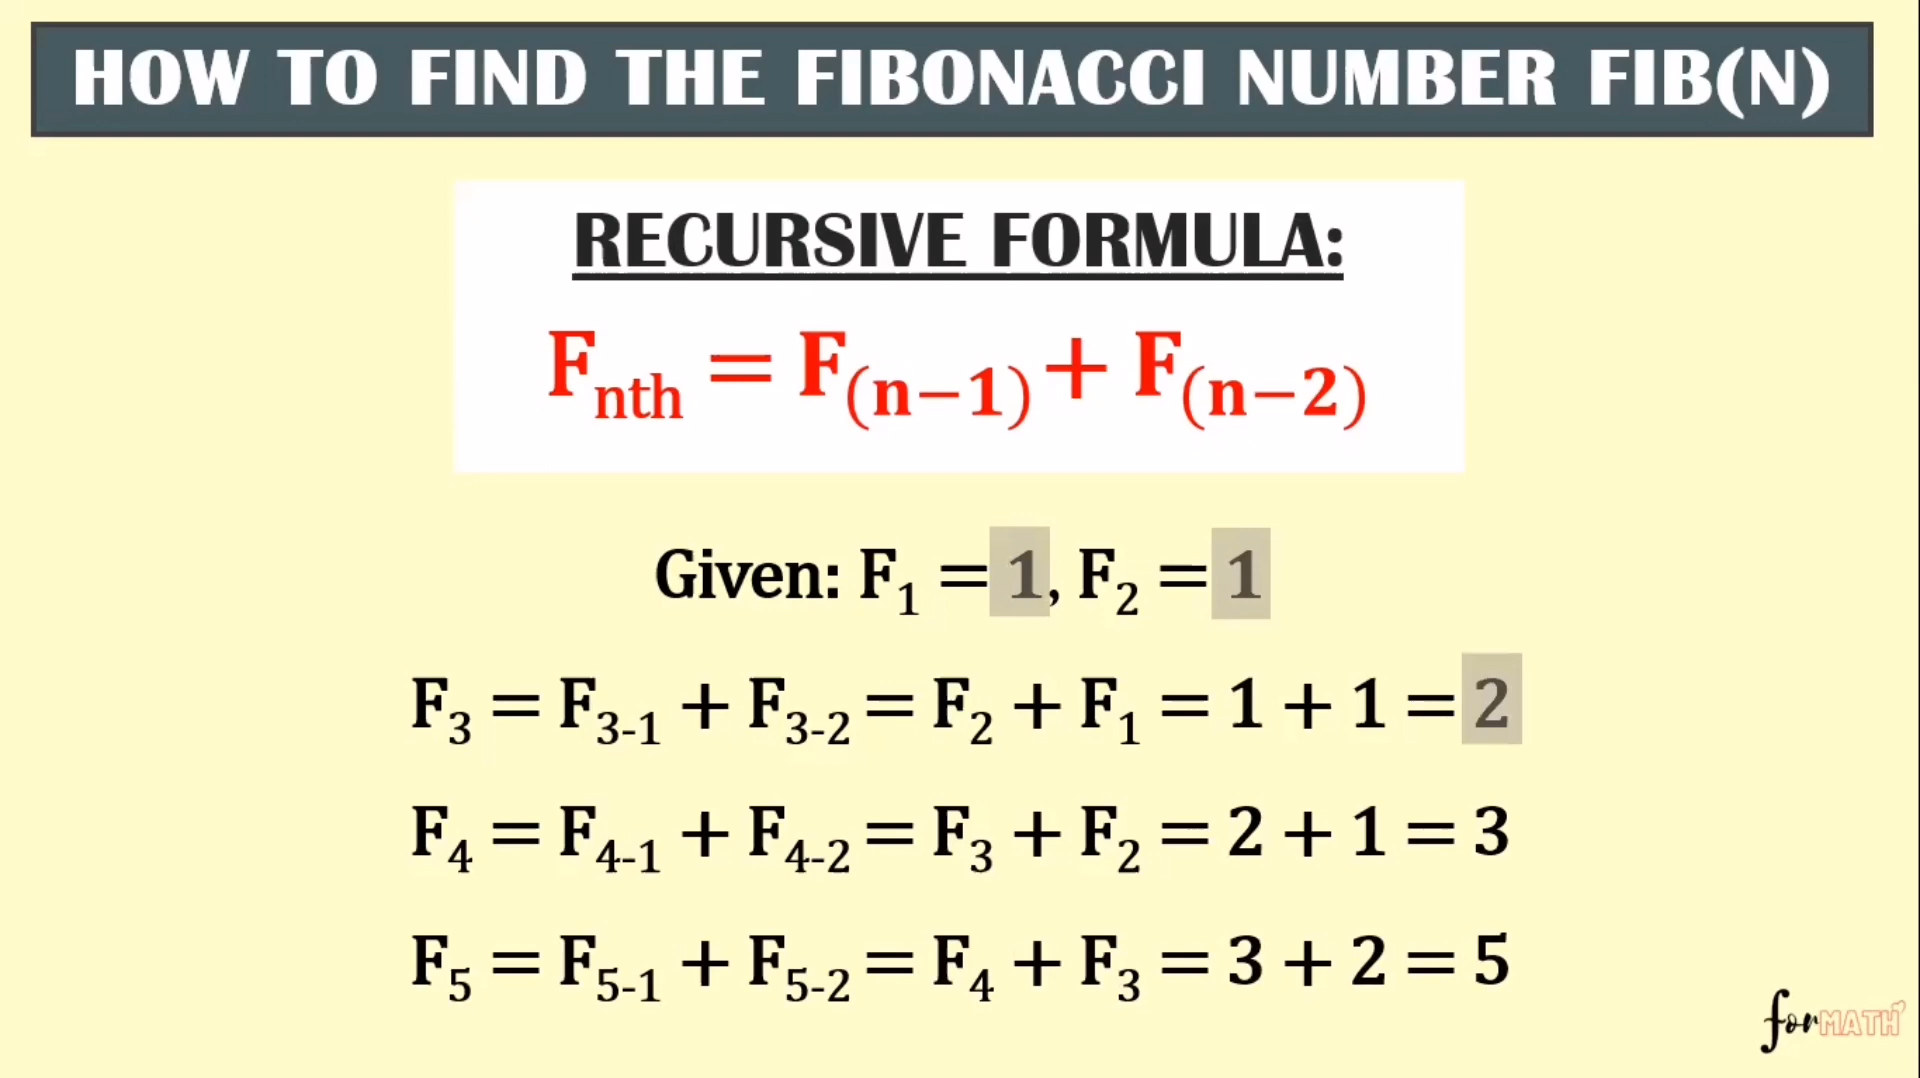 HOW TO FIND THE FIBONACCI NUMBER FIB(N)
RECURSIVE FORMULA:
Fnth = F(n−1) + F(n−2)
Given: F1 = 1, F2 = 1
F3 = F3-1 + F3-2 = F2 + F1 = 1 + 1 = 2
F4 = F4-1 + F4-2 = F3 + F2 = 2 + 1 = 3
F5 = F5-1 + F5-2 = F4 + F3 = 3 + 2 = 5
forMATH